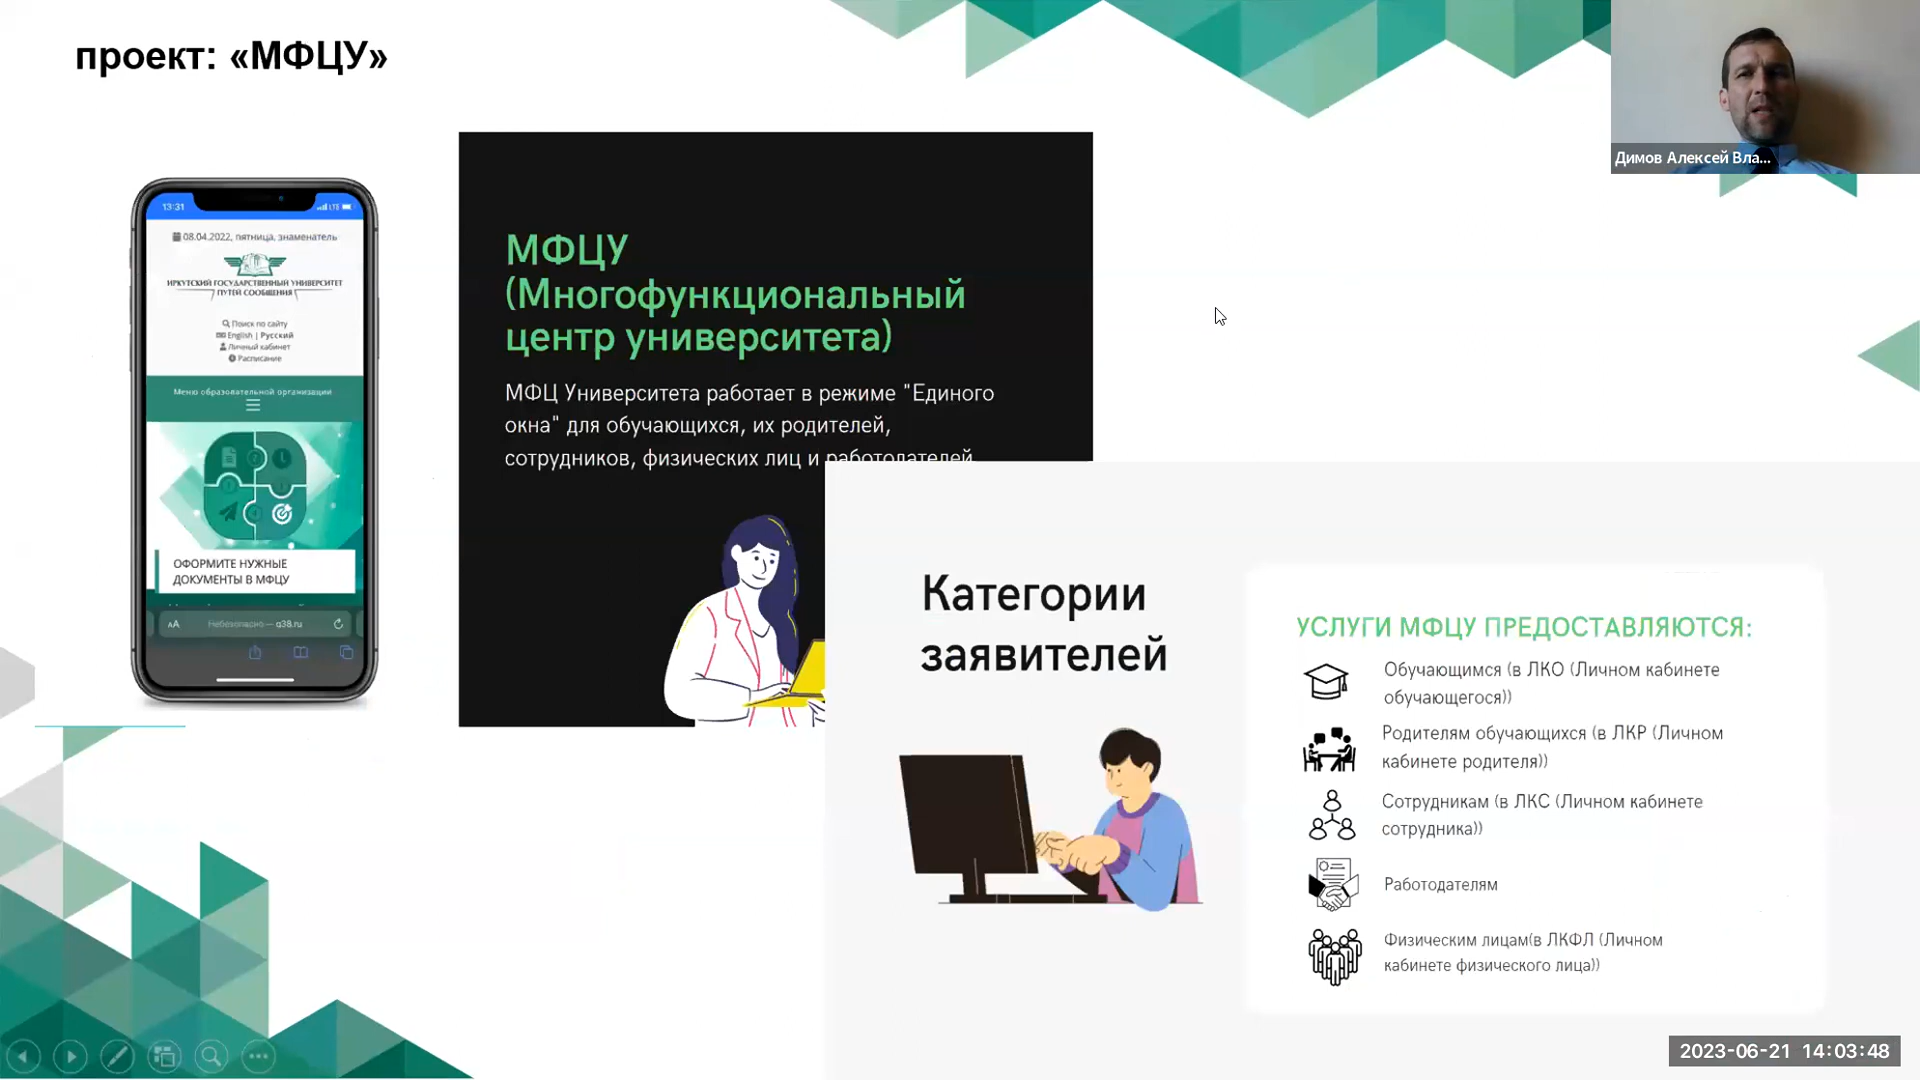 проект: «МФЦУ»
Димов Алексей Вла...
13:31
LTE
08.04.2022, пятница, знаменатель
ИРКУТСКИЙ ГОСУДАРСТВЕННЫЙ УНИВЕРСИТЕТ
ПУТЕЙ СООБЩЕНИЯ
Поиск по сайту
English | Русский
Личный кабинет
Расписание
Меню образовательной организации
ОФОРМИТЕ НУЖНЫЕ
ДОКУМЕНТЫ В МФЦУ
AA Небезопасно — q38.ru
МФЦУ
(Многофункциональный
центр университета)
МФЦ Университета работает в режиме "Единого
окна" для обучающихся, их родителей,
сотрудников, физических лиц и работодателей
Категории
заявителей
УСЛУГИ МФЦУ ПРЕДОСТАВЛЯЮТСЯ:
Обучающимся (в ЛКО (Личном кабинете
обучающегося))
Родителям обучающихся (в ЛКР (Личном
кабинете родителя))
Сотрудникам (в ЛКС (Личном кабинете
сотрудника))
Работодателям
Физическим лицам(в ЛКФЛ (Личном
кабинете физического лица))
2023-06-21 14:03:48